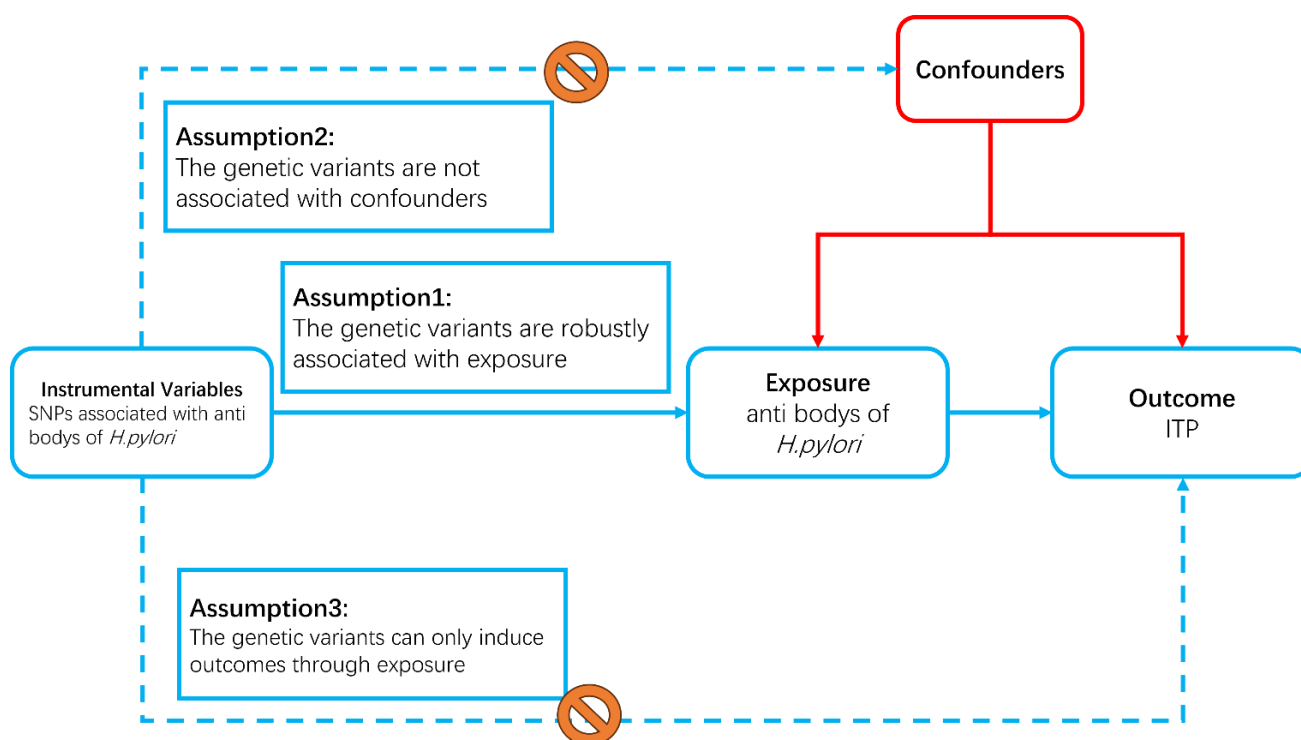 Confounders
Assumption2:
The genetic variants are not
associated with confounders
Assumption1:
The genetic variants are robustly
associated with exposure
Instrumental Variables
SNPs associated with anti
bodys of H.pylori
Exposure
anti bodys of
H.pylori
Outcome
ITP
Assumption3:
The genetic variants can only induce
outcomes through exposure